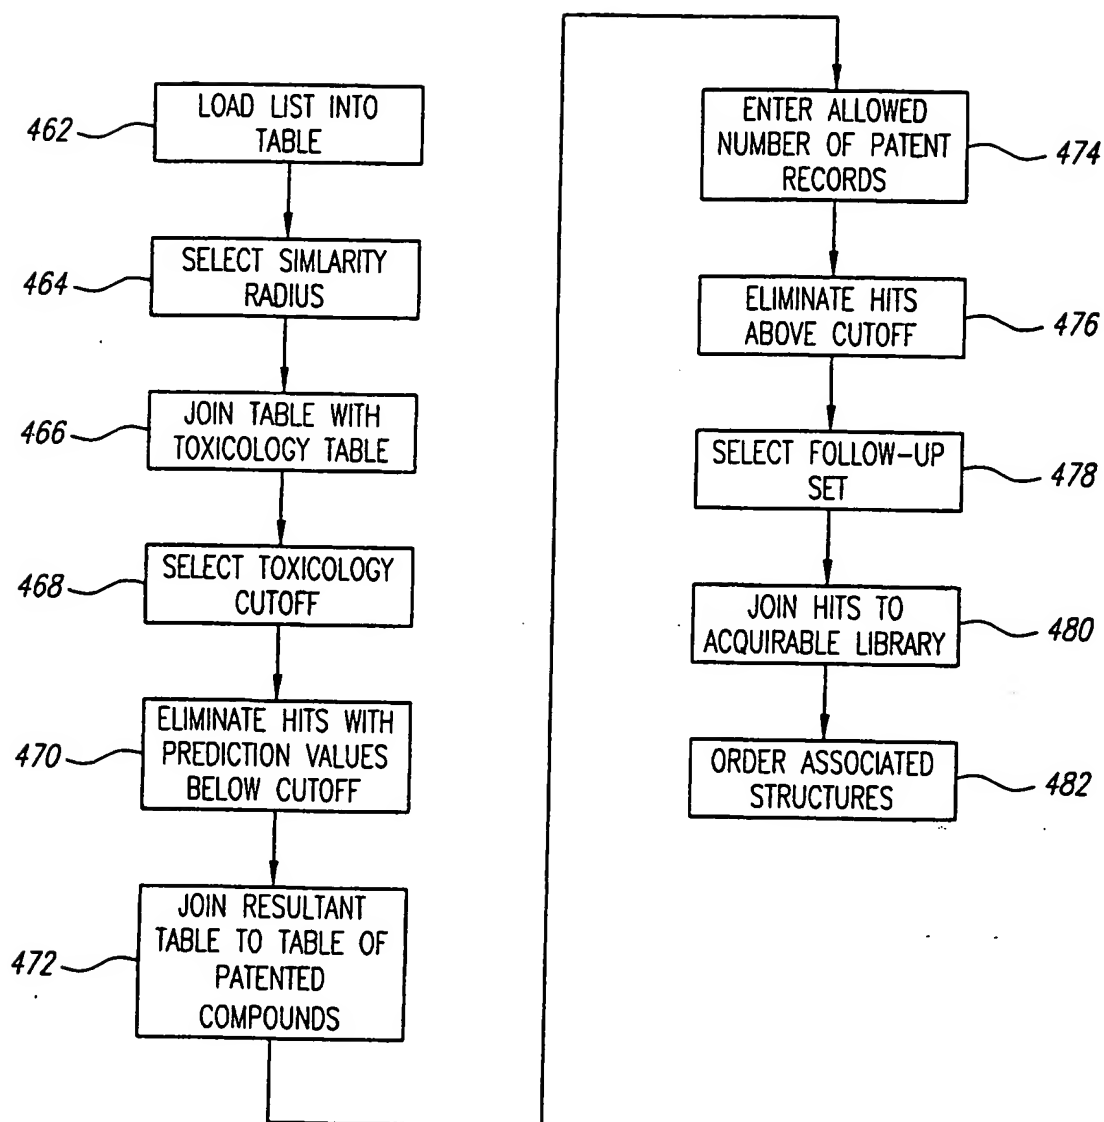 462
LOAD LIST INTO
TABLE
464
SELECT SIMLARITY
RADIUS
466
JOIN TABLE WITH
TOXICOLOGY TABLE
468
SELECT TOXICOLOGY
CUTOFF
470
ELIMINATE HITS WITH
PREDICTION VALUES
BELOW CUTOFF
472
JOIN RESULTANT
TABLE TO TABLE OF
PATENTED
COMPOUNDS
ENTER ALLOWED
NUMBER OF PATENT
RECORDS
474
ELIMINATE HITS
ABOVE CUTOFF
476
SELECT FOLLOW-UP
SET
478
JOIN HITS TO
ACQUIRABLE LIBRARY
480
ORDER ASSOCIATED
STRUCTURES
482